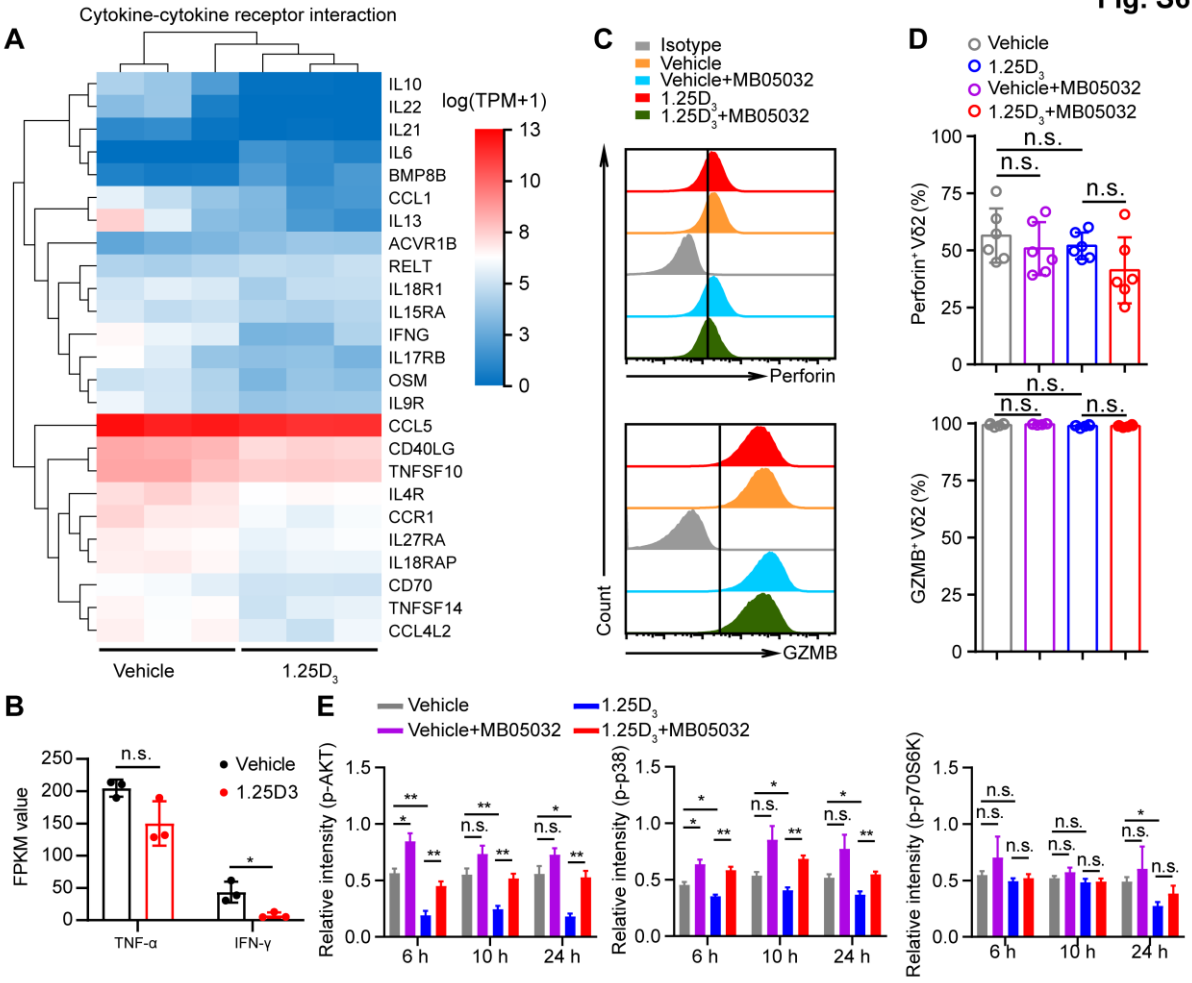 Fig. S6
A
Cytokine-cytokine receptor interaction
IL10
IL22
IL21
IL6
BMP8B
CCL1
IL13
ACVR1B
RELT
IL18R1
IL15RA
IFNG
IL17RB
OSM
IL9R
CCL5
CD40LG
TNFSF10
IL4R
CCR1
IL27RA
IL18RAP
CD70
TNFSF14
CCL4L2
Vehicle
1.25D3
log(TPM+1)
13
10
8
5
3
0
B
FPKM value
250
200
150
100
50
0
n.s.
*
Vehicle
1.25D3
TNF-α
IFN-γ
C
Isotype
Vehicle
Vehicle+MB05032
1.25D3
1.25D3+MB05032
Perforin
Count
GZMB
D
Vehicle
1.25D3
Vehicle+MB05032
1.25D3+MB05032
Perforin+ Vδ2 (%)
100
75
50
25
0
n.s.
n.s.
n.s.
GZMB+ Vδ2 (%)
100
75
50
25
0
n.s.
n.s.
n.s.
E
Vehicle
1.25D3
Vehicle+MB05032
1.25D3+MB05032
Relative intensity (p-AKT)
1.5
1.0
0.5
0.0
**
*
**
**
n.s.
**
*
n.s.
**
6 h
10 h
24 h
Relative intensity (p-p38)
1.5
1.0
0.5
0.0
*
*
**
*
n.s.
**
*
n.s.
**
6 h
10 h
24 h
Relative intensity (p-p70S6K)
1.5
1.0
0.5
0.0
n.s.
n.s.
n.s.
n.s.
n.s.
n.s.
*
n.s.
n.s.
6 h
10 h
24 h